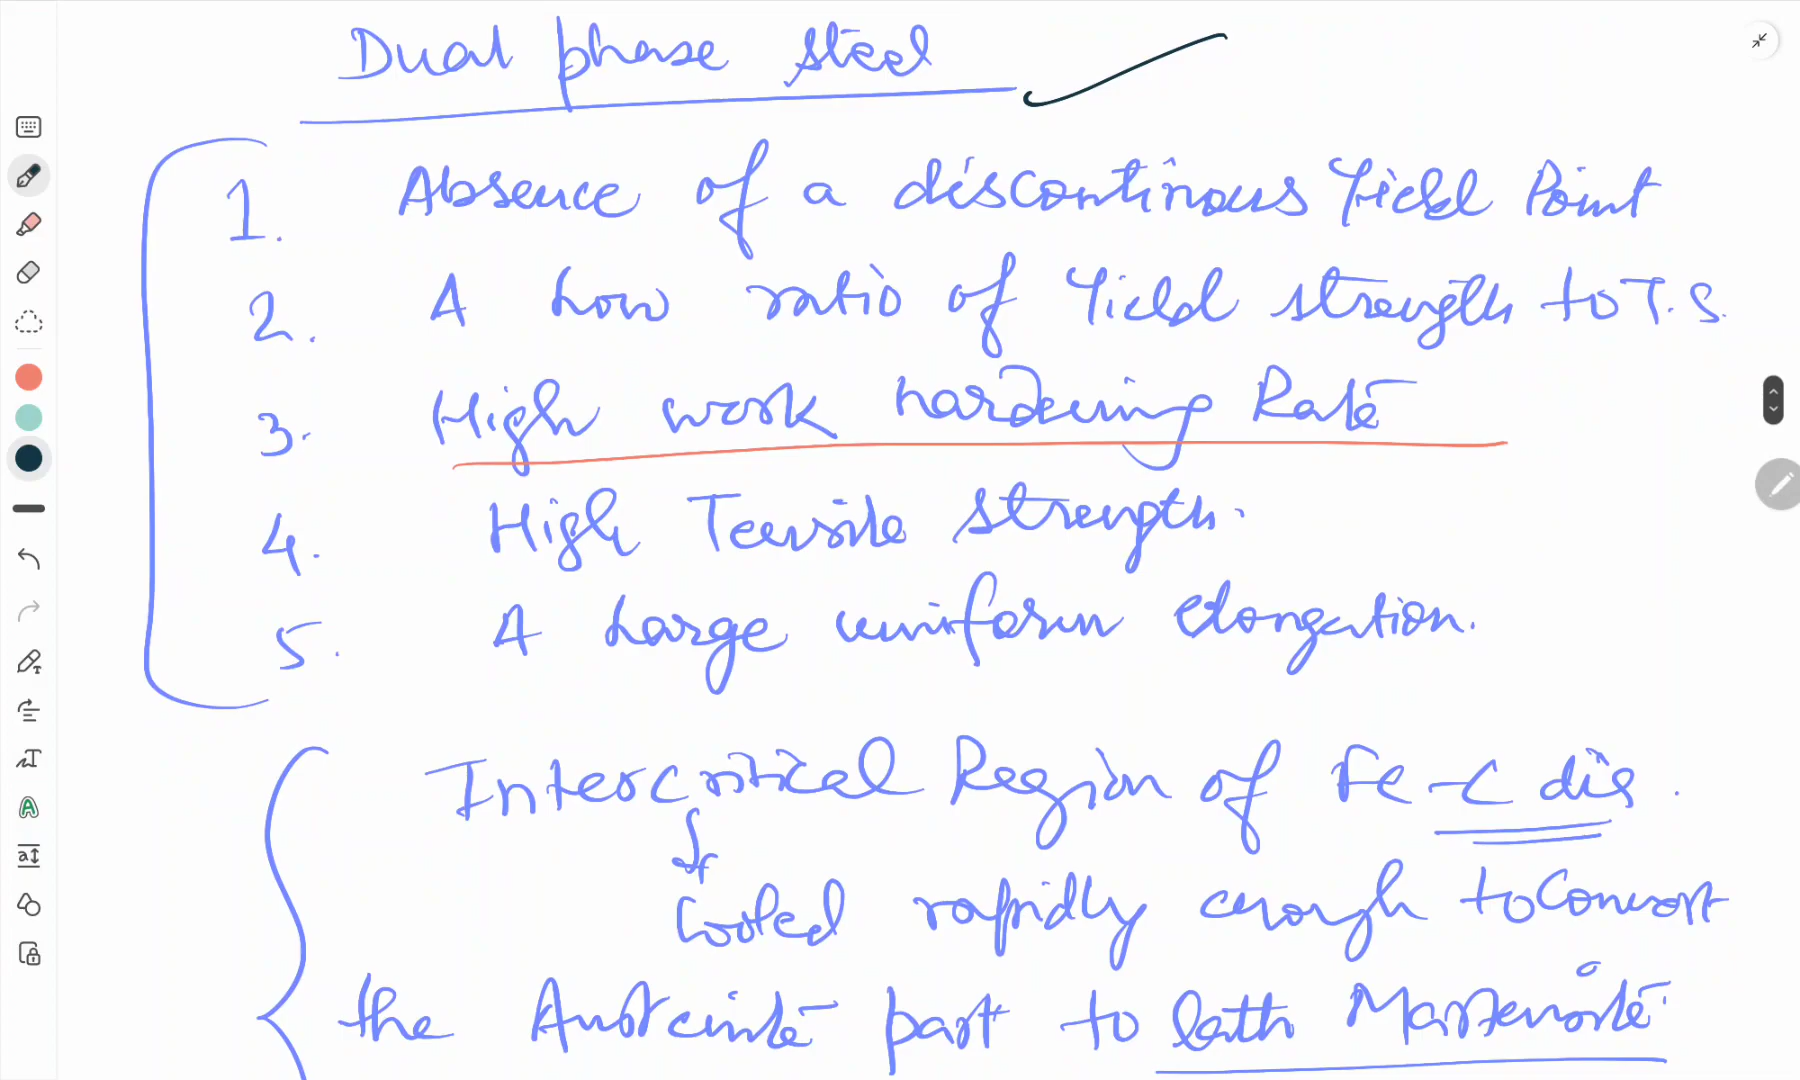 Dual phase steel
1. Absence of a discontinous Yield Point
2. A Low ratio of Yield strength to T.S.
3. High work hardening Rate
4. High Tensile strength.
5. A Large uniform elongation.
Intercritical Region of Fe-C dig.
Cooled rapidly enough to Convert
the Austenite part to lath Martensite.